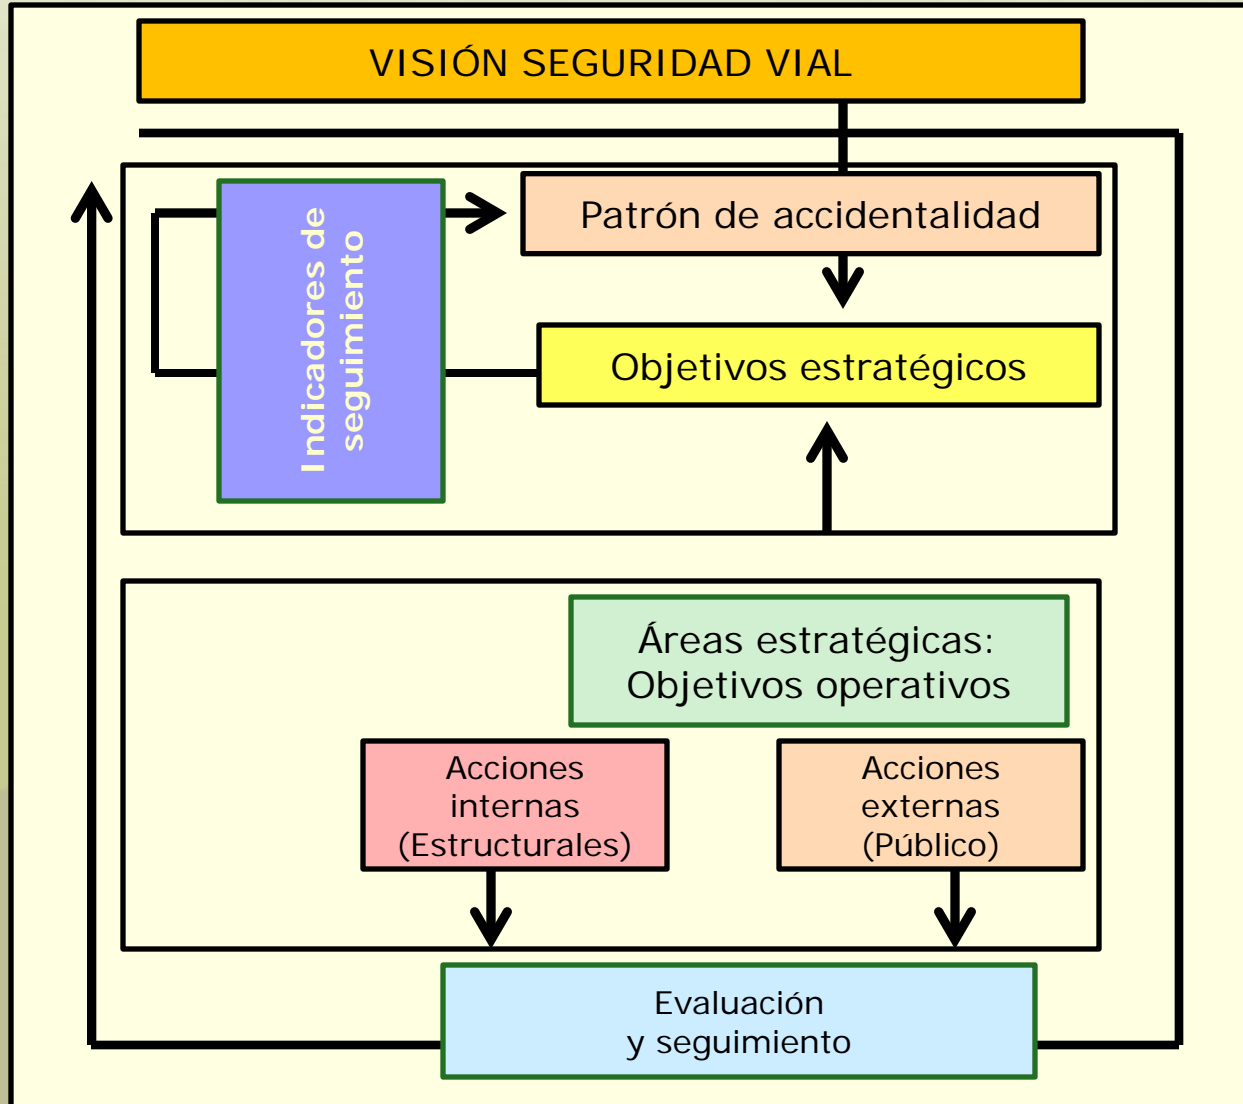 VISIÓN SEGURIDAD VIAL
Indicadores de
seguimiento
Patrón de accidentalidad
Objetivos estratégicos
Áreas estratégicas:
Objetivos operativos
Acciones
internas
(Estructurales)
Acciones
externas
(Público)
Evaluación
y seguimiento